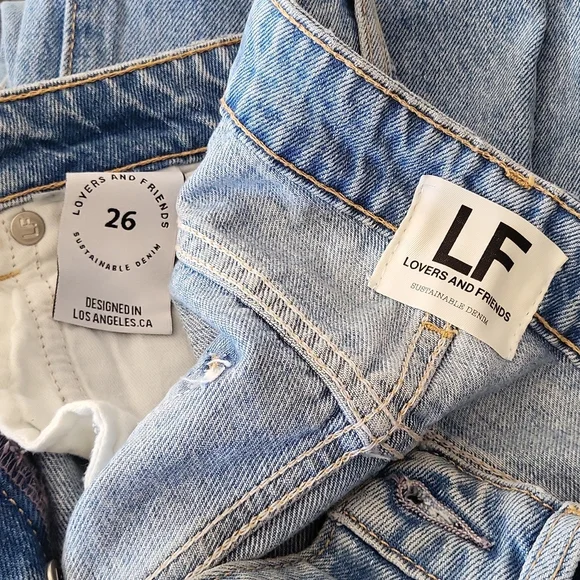 LOVERS AND FRIENDS
26
SUSTAINABLE DENIM
DESIGNED IN
LOS ANGELES.CA
LF
LOVERS AND FRIENDS
SUSTAINABLE DENIM